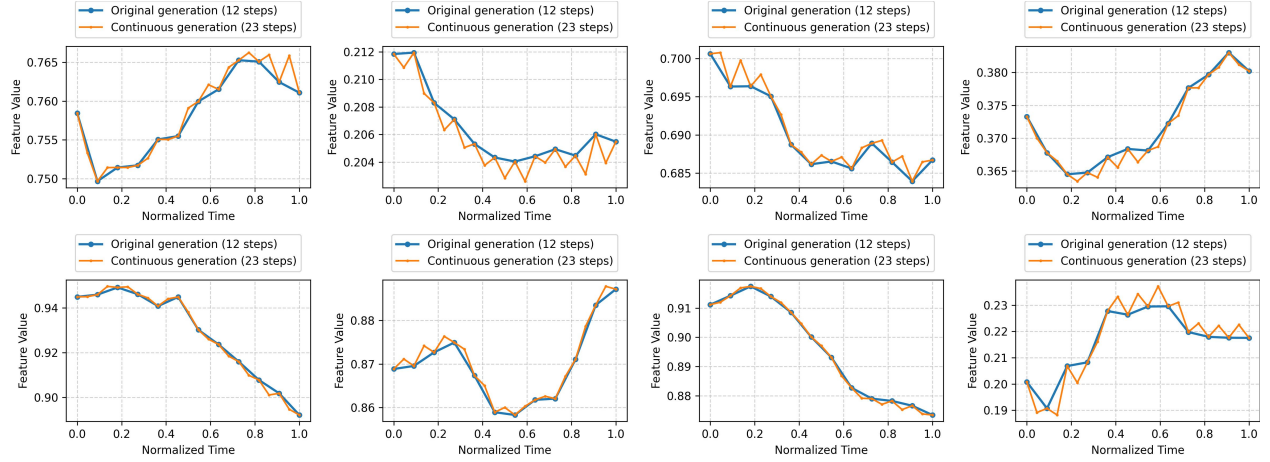 Original generation (12 steps)
Continuous generation (23 steps)
Feature Value
0.765
0.760
0.755
0.750
0.0 0.2 0.4 0.6 0.8 1.0
Normalized Time
Original generation (12 steps)
Continuous generation (23 steps)
Feature Value
0.212
0.210
0.208
0.206
0.204
0.0 0.2 0.4 0.6 0.8 1.0
Normalized Time
Original generation (12 steps)
Continuous generation (23 steps)
Feature Value
0.700
0.695
0.690
0.685
0.0 0.2 0.4 0.6 0.8 1.0
Normalized Time
Original generation (12 steps)
Continuous generation (23 steps)
Feature Value
0.380
0.375
0.370
0.365
0.0 0.2 0.4 0.6 0.8 1.0
Normalized Time
Original generation (12 steps)
Continuous generation (23 steps)
Feature Value
0.94
0.92
0.90
0.0 0.2 0.4 0.6 0.8 1.0
Normalized Time
Original generation (12 steps)
Continuous generation (23 steps)
Feature Value
0.88
0.87
0.86
0.0 0.2 0.4 0.6 0.8 1.0
Normalized Time
Original generation (12 steps)
Continuous generation (23 steps)
Feature Value
0.91
0.90
0.89
0.88
0.0 0.2 0.4 0.6 0.8 1.0
Normalized Time
Original generation (12 steps)
Continuous generation (23 steps)
Feature Value
0.23
0.22
0.21
0.20
0.19
0.0 0.2 0.4 0.6 0.8 1.0
Normalized Time